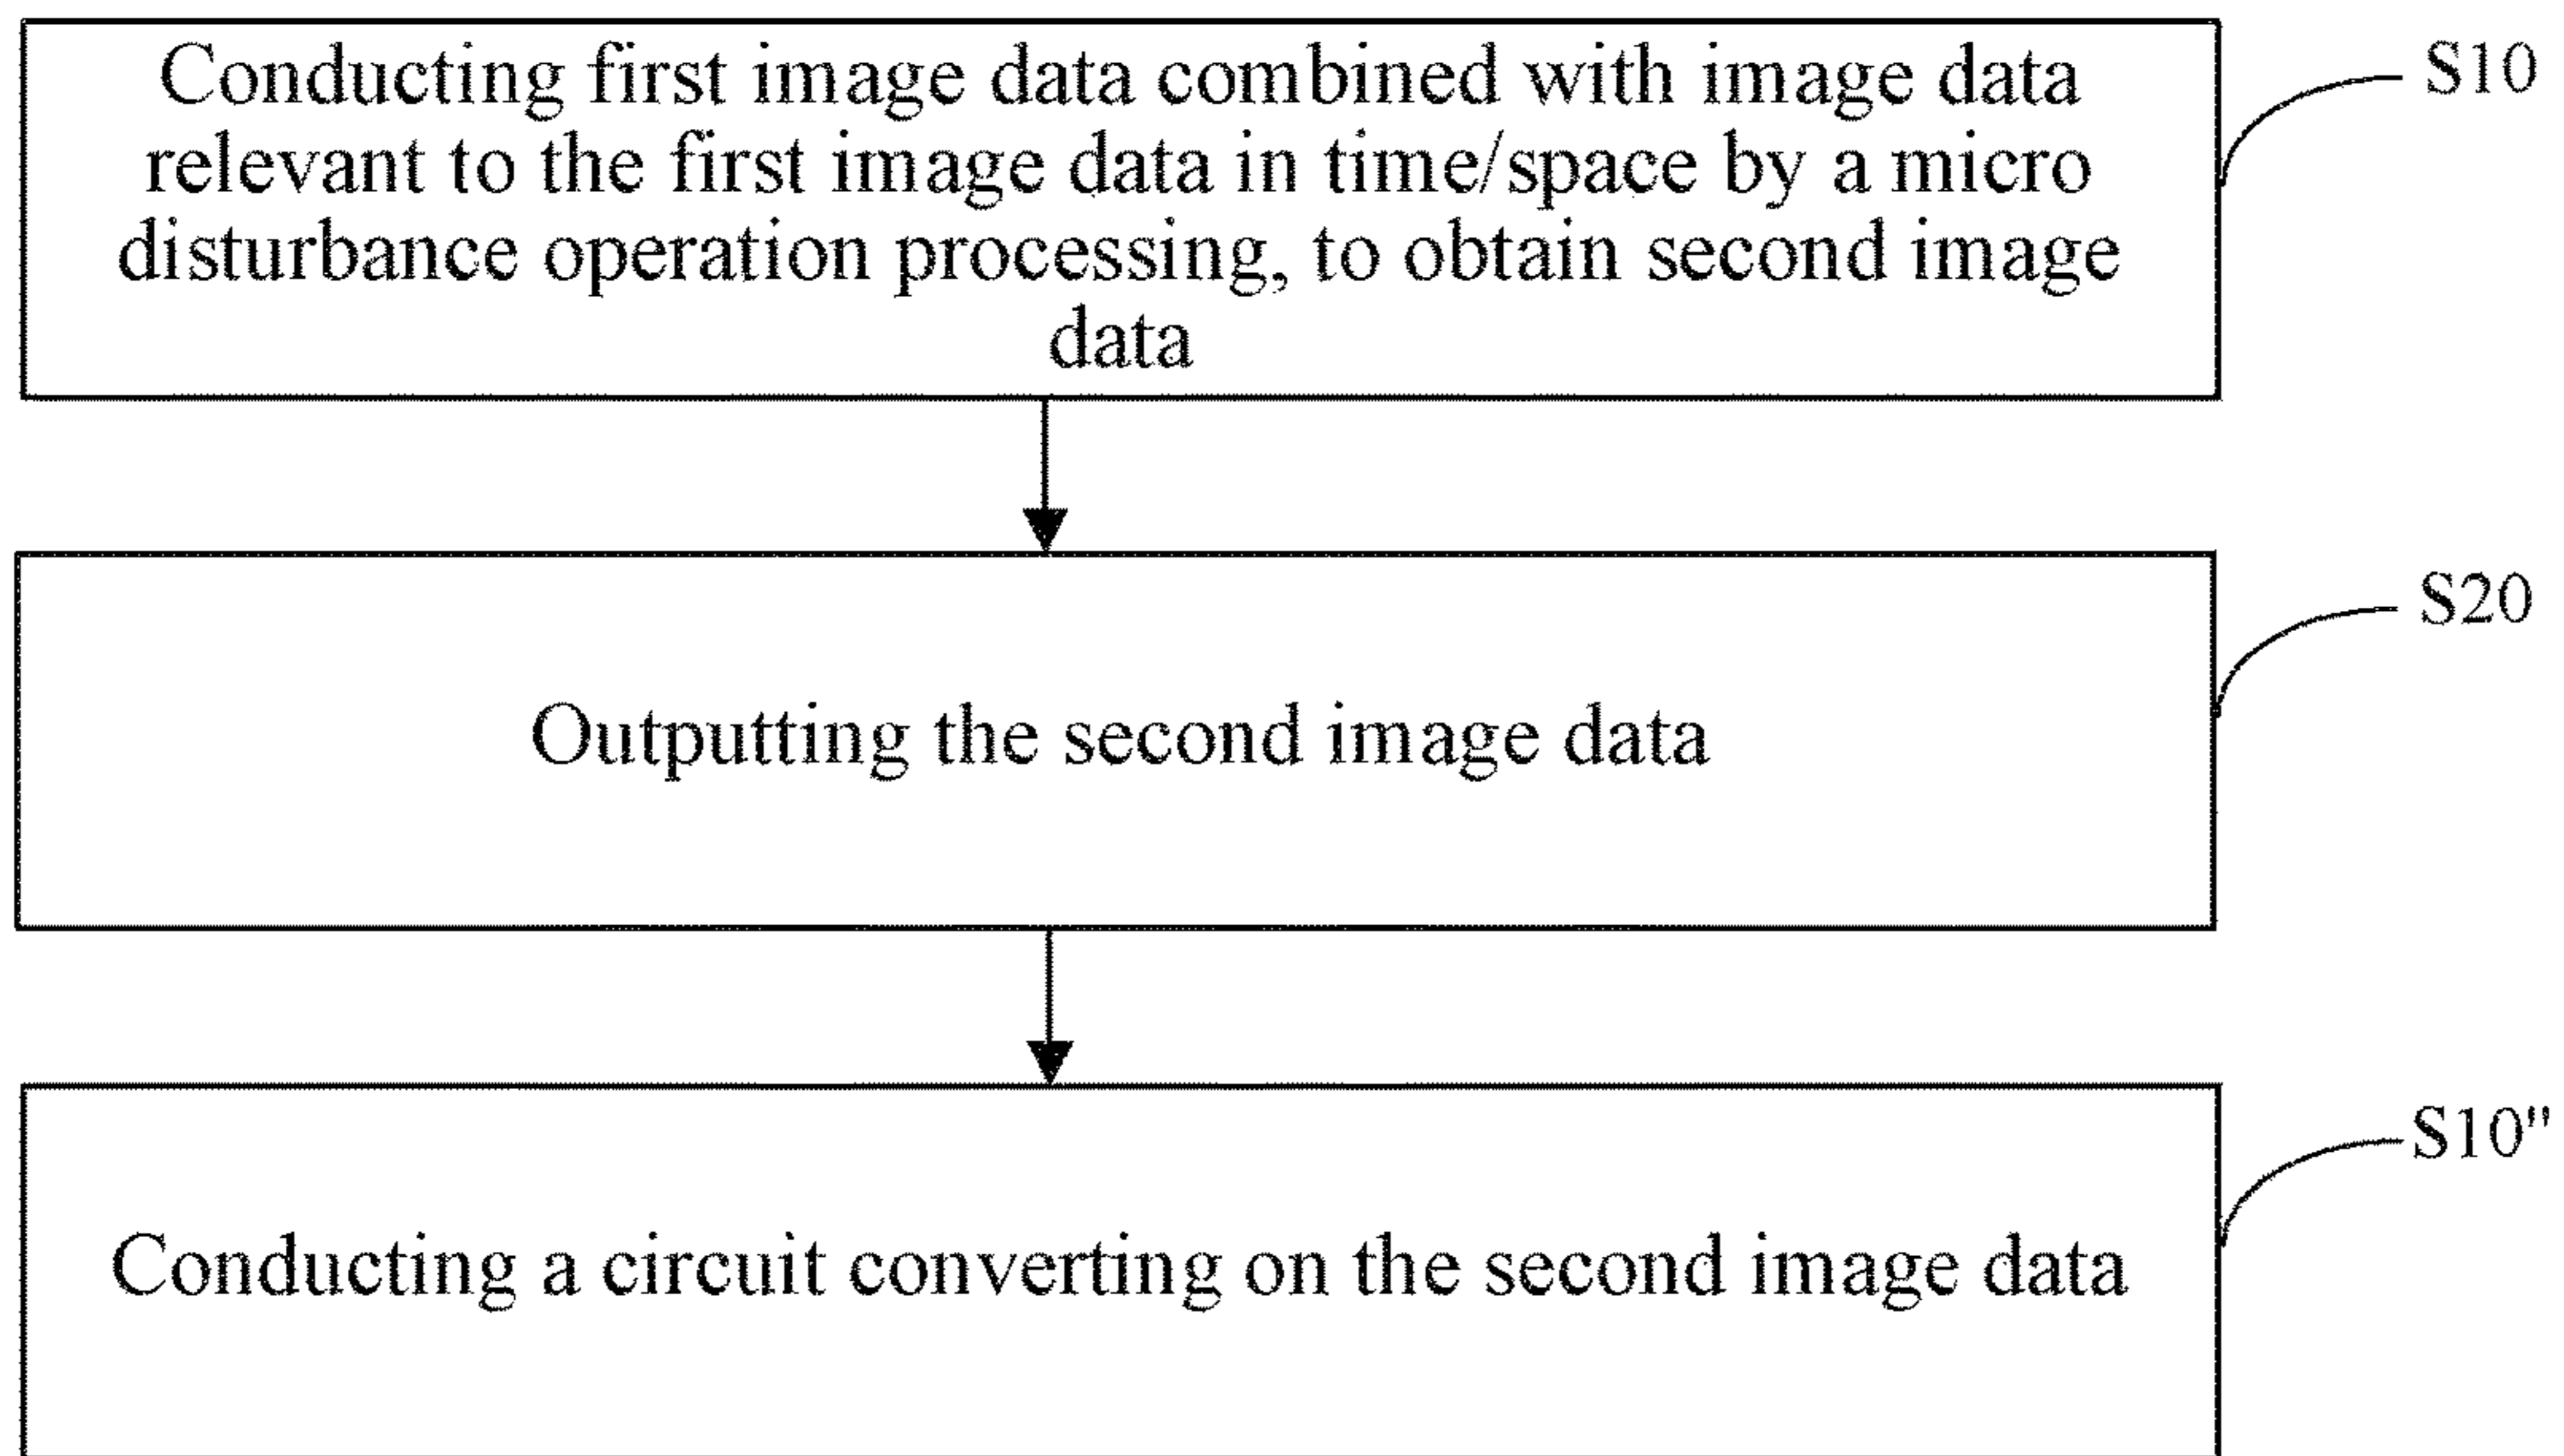 Conducting first image data combined with image data
relevant to the first image data in time/space by a micro
disturbance operation processing, to obtain second image
data
S10
Outputting the second image data
S20
Conducting a circuit converting on the second image data
S10"